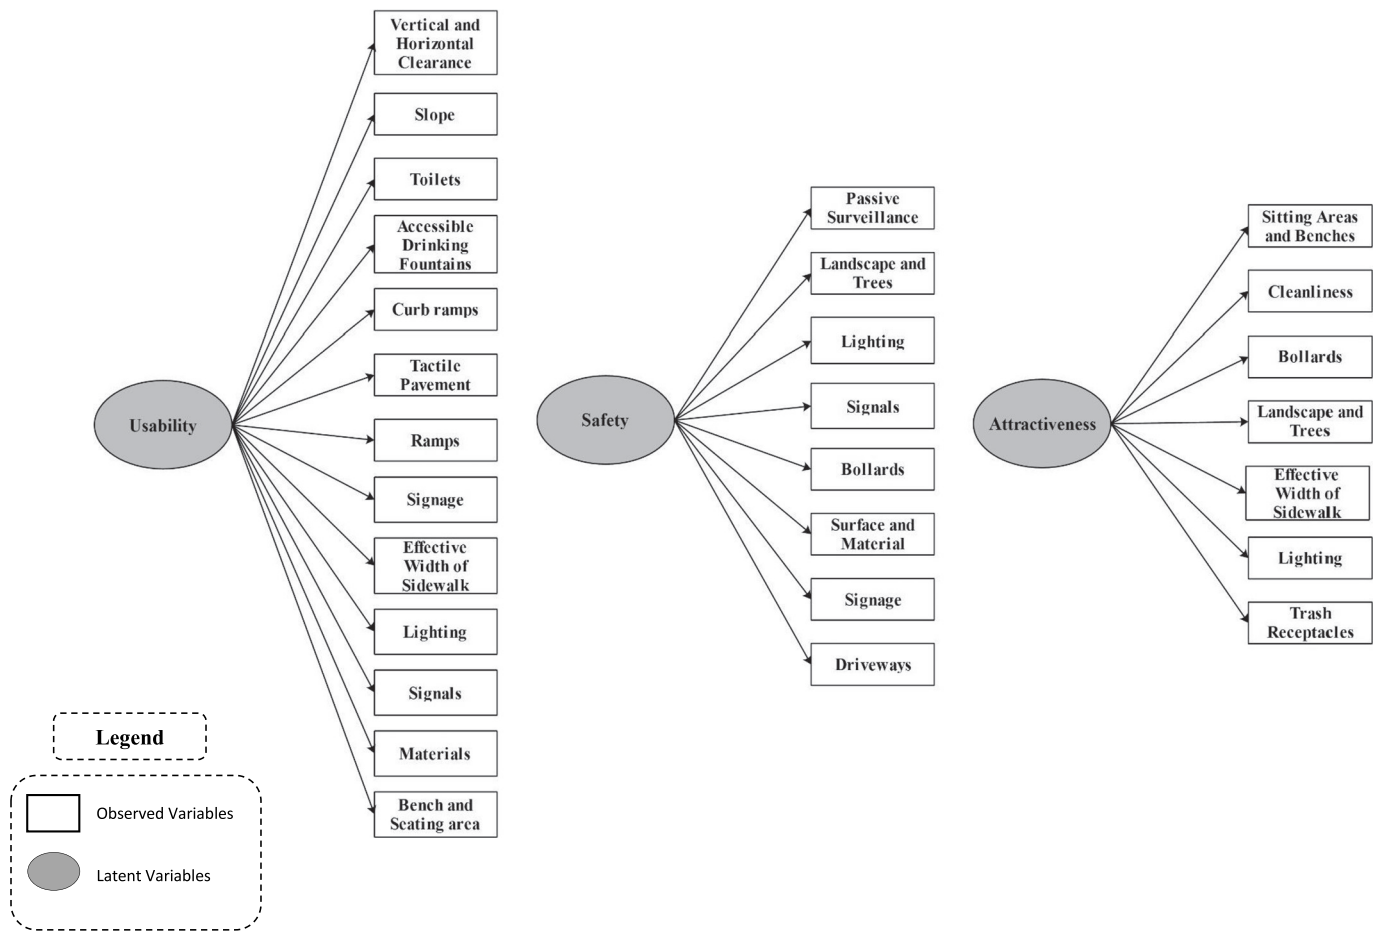 Vertical and
Horizontal
Clearance
Slope
Toilets
Accessible
Drinking
Fountains
Curb ramps
Tactile
Pavement
Ramps
Signage
Effective
Width of
Sidewalk
Lighting
Signals
Materials
Bench and
Seating area
Usability
Passive
Surveillance
Landscape and
Trees
Lighting
Signals
Bollards
Surface and
Material
Signage
Driveways
Safety
Sitting Areas
and Benches
Cleanliness
Bollards
Landscape and
Trees
Effective
Width of
Sidewalk
Lighting
Trash
Receptacles
Attractiveness
Legend
Observed Variables
Latent Variables